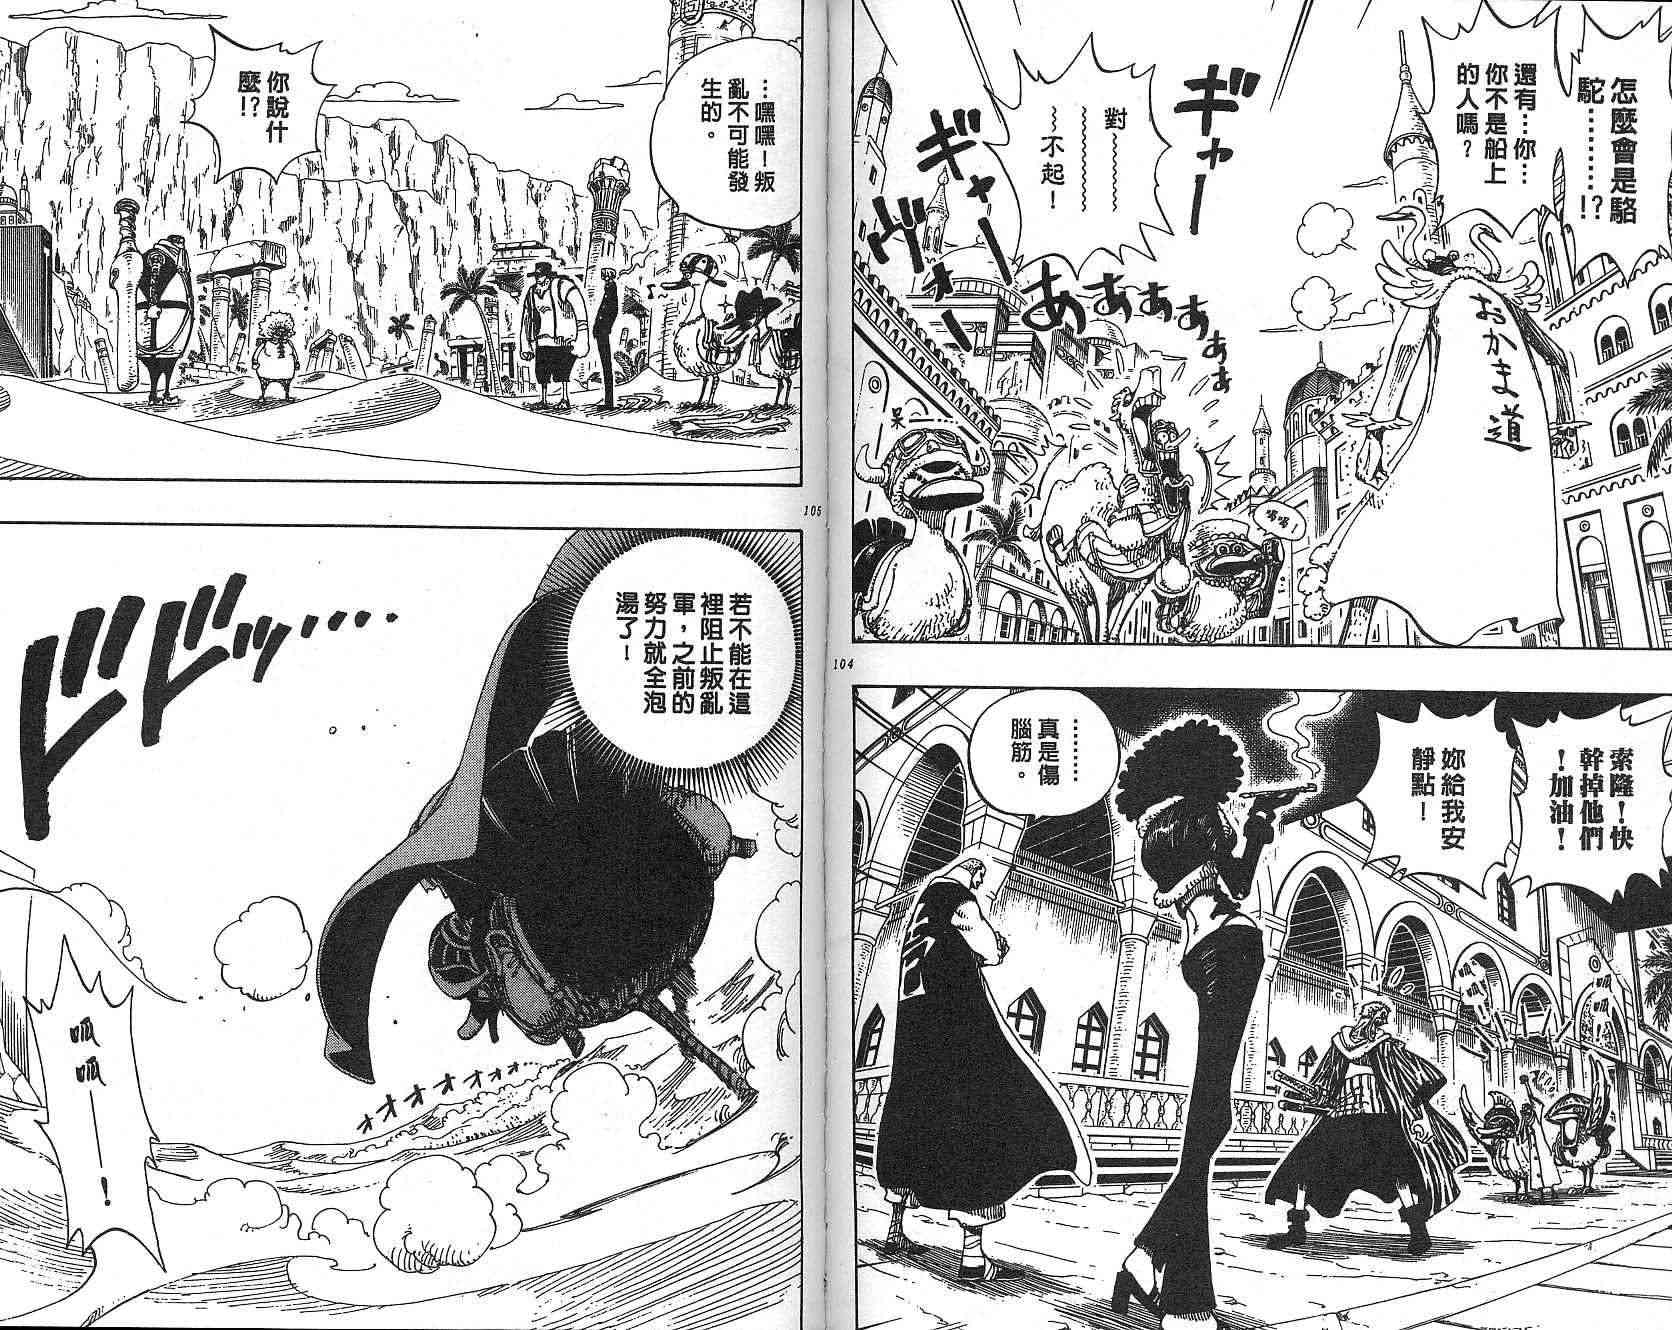 怎麼會是駱
駝………!?
還有…你…
你不是船上
的人嗎?
對～～～
～～不起!
ギャー
ギャー
ギャー
ああああああ
おかま道
呆
嗚嗚!
104
索隆!快
幹掉他們
!加油!
妳給我安
靜點!
………
真是傷
腦筋。
…嘿嘿!叛
亂不可能發
生的。
你說什
麼!?
105
若不能在這
裡阻止叛亂
軍,之前的
努力就全泡
湯了!
ドドドッ…
オオオオ…
呱
呱
——!